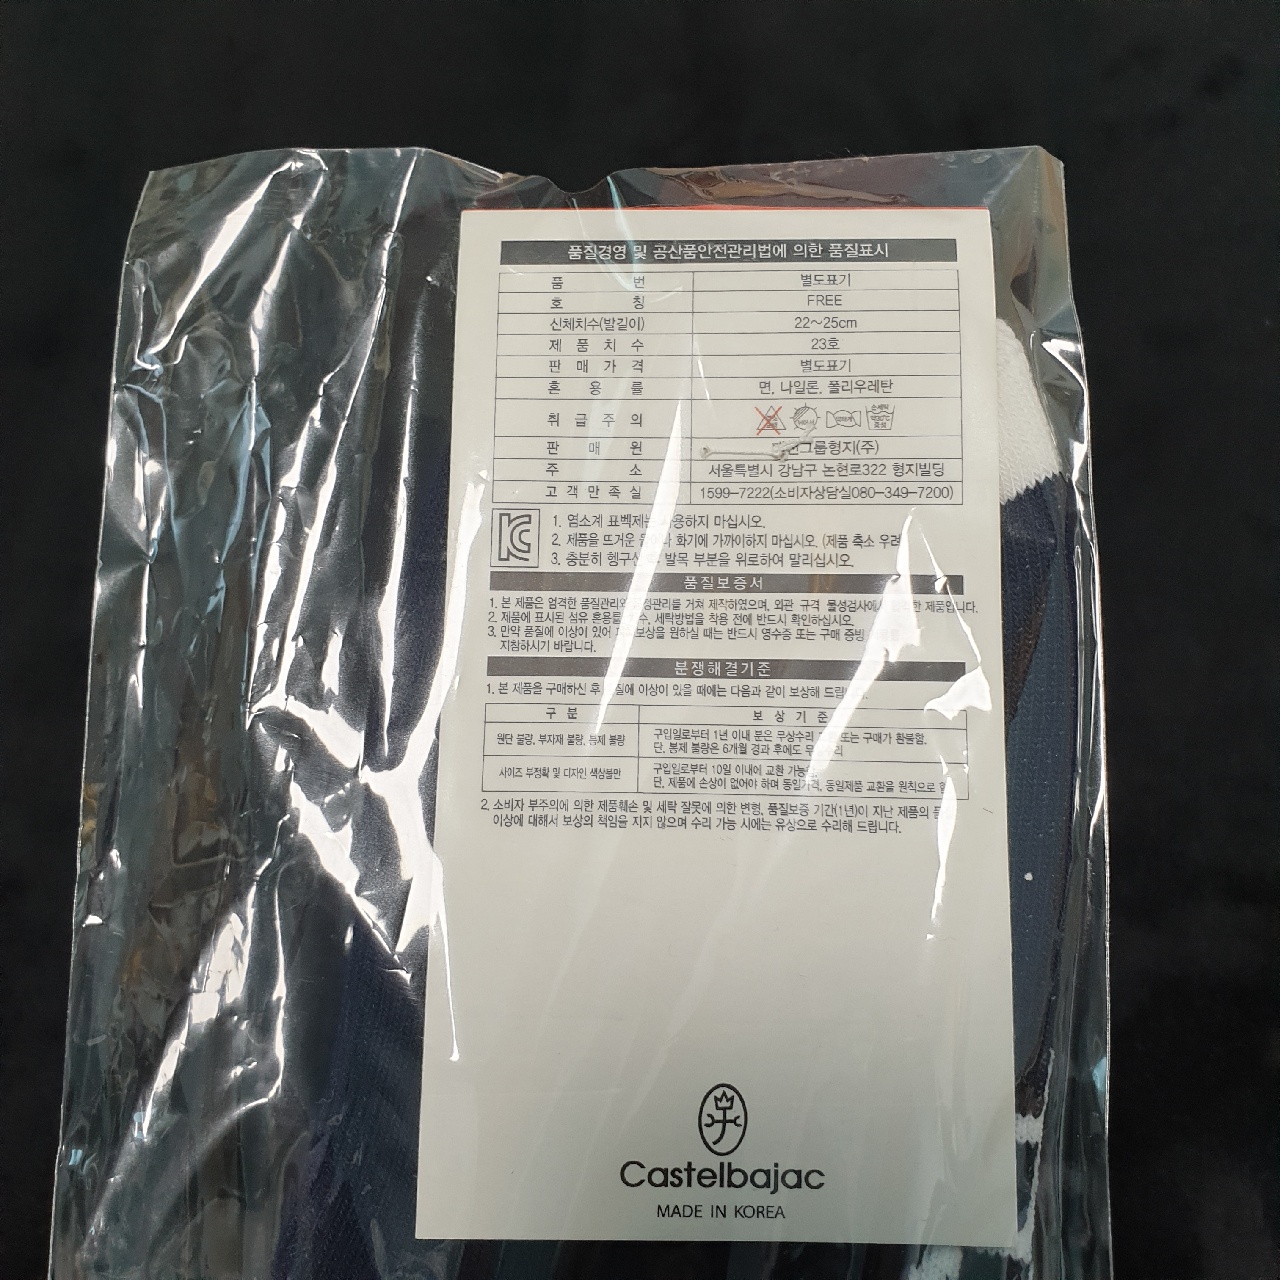 품질경영 및 공산품안전관리법에 의한 품질표시
품 번 별도표기
호 칭 FREE
신체치수(발길이) 22~25cm
제 품 치 수 23호
판 매 가 격 별도표기
혼 용 률 면, 나일론, 폴리우레탄
취 급 주 의
판 매 원 그룹형지(주)
주 소 서울특별시 강남구 논현로322 형지빌딩
고 객 만 족 실 1599-7222(소비자상담실080-349-7200)
1. 염소계 표벡제는 사용하지 마십시오.
2. 제품을 뜨거운 화기에 가까이하지 마십시오. (제품 축소 우려
3. 충분히 헹구신 발목 부분을 위로하여 말리십시오.
품질보증서
1. 본 제품은 엄격한 품질관리와 거쳐 제작하였으며, 외관 규격 물성검사에서 제품입니다.
2. 제품에 표시된 섬유 혼용률 세탁방법을 착용 전에 반드시 확인하십시오.
3. 만약 품질에 이상이 있어 보상을 원하실 때는 반드시 영수증 또는 구매 증빙
지침하시기 바랍니다.
분쟁해결기준
1. 본 제품을 구매하신 후 품질에 이상이 있을 때에는 다음과 같이 보상해 드립니다.
구 분 보 상 기 준
원단 불량, 부자재 불량, 봉제 불량 구입일로부터 1년 이내 분은 무상수리 또는 구매가 환불함.
단, 봉제 불량은 6개월 경과 후에도
사이즈 부정확 및 디자인 색상불만 구입일로부터 10일 이내에 교환 가능
단, 제품에 손상이 없어야 하며 동일가격, 동일제품 교환을 원칙으로 함
2. 소비자 부주의에 의한 제품훼손 및 세탁 잘못에 의한 변형, 품질보증 기간(1년)이 지난 제품의
이상에 대해서 보상의 책임을 지지 않으며 수리 가능 시에는 유상으로 수리해 드립니다.
Castelbajac
MADE IN KOREA